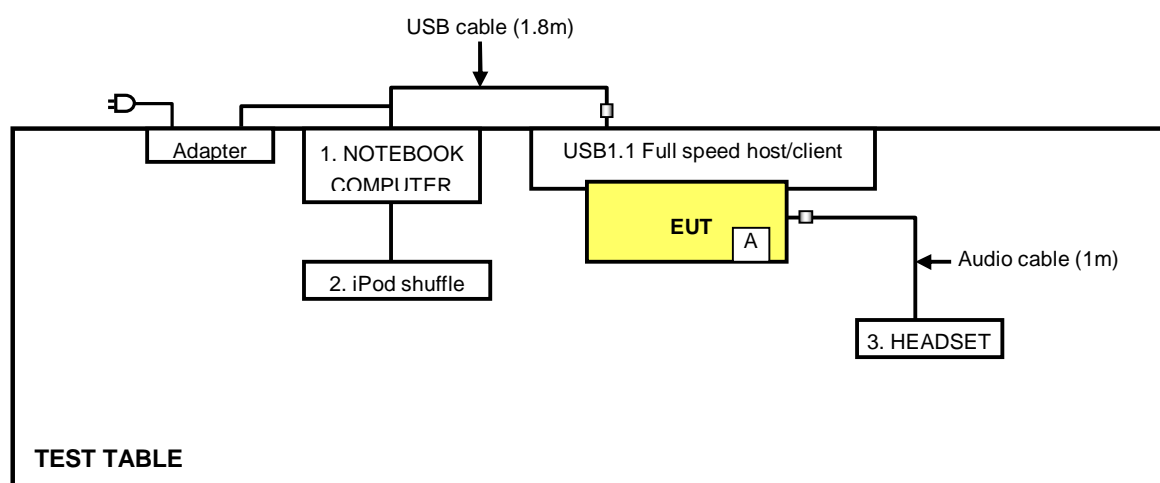 USB cable (1.8m)
Adapter
1. NOTEBOOK
COMPUTER
USB1.1 Full speed host/client
EUT
A
Audio cable (1m)
2. iPod shuffle
3. HEADSET
TEST TABLE